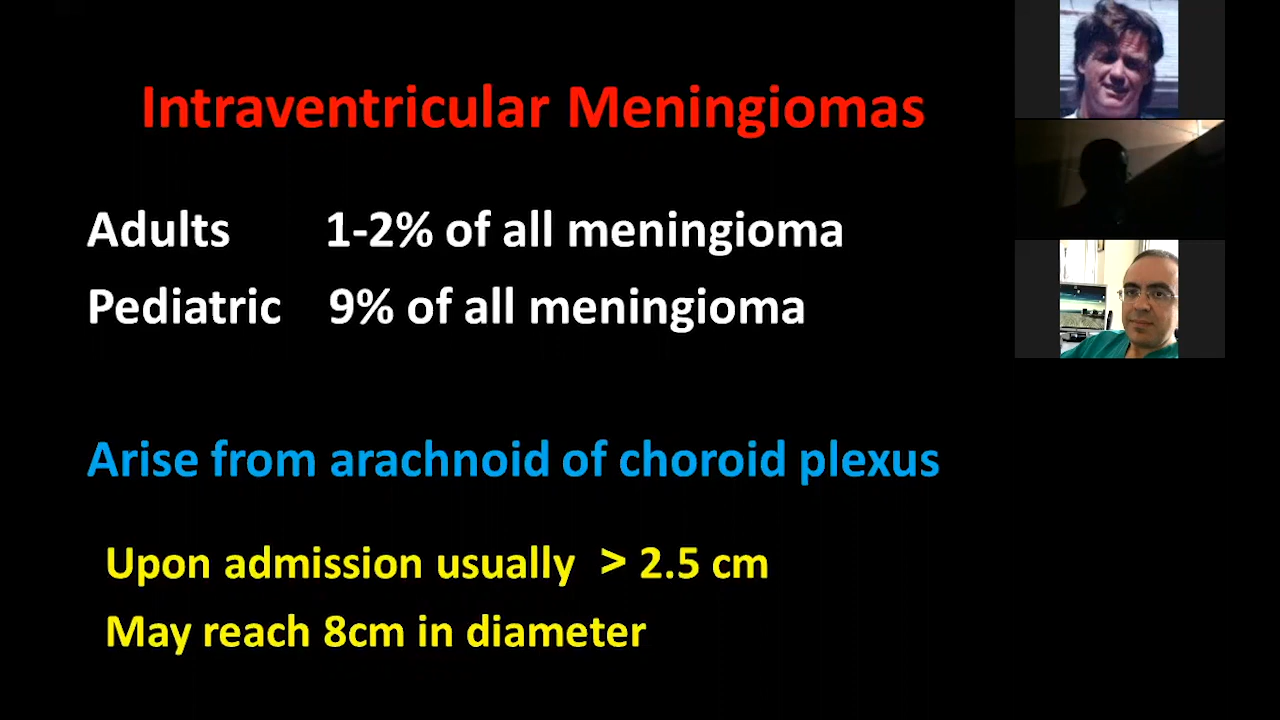 Intraventricular Meningiomas
Adults 1-2% of all meningioma
Pediatric 9% of all meningioma
Arise from arachnoid of choroid plexus
Upon admission usually > 2.5 cm
May reach 8cm in diameter